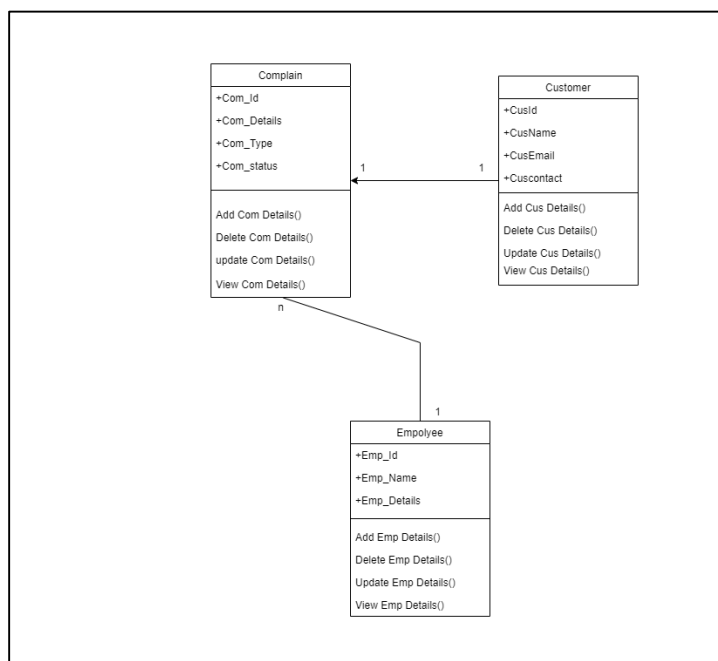 Complain
+Com_Id
+Com_Details
+Com_Type
+Com_status
Add Com Details()
Delete Com Details()
update Com Details()
View Com Details()
1
1
Customer
+CusId
+CusName
+CusEmail
+Cuscontact
Add Cus Details()
Delete Cus Details()
Update Cus Details()
View Cus Details()
n
1
Empolyee
+Emp_Id
+Emp_Name
+Emp_Details
Add Emp Details()
Delete Emp Details()
Update Emp Details()
View Emp Details()